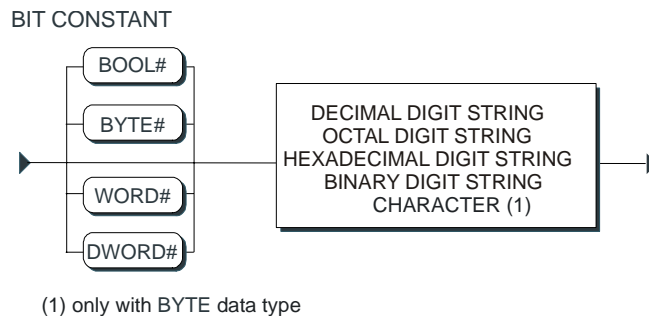 BIT CONSTANT
BOOL#
BYTE#
WORD#
DWORD#
DECIMAL DIGIT STRING
OCTAL DIGIT STRING
HEXADECIMAL DIGIT STRING
BINARY DIGIT STRING
CHARACTER (1)
(1) only with BYTE data type